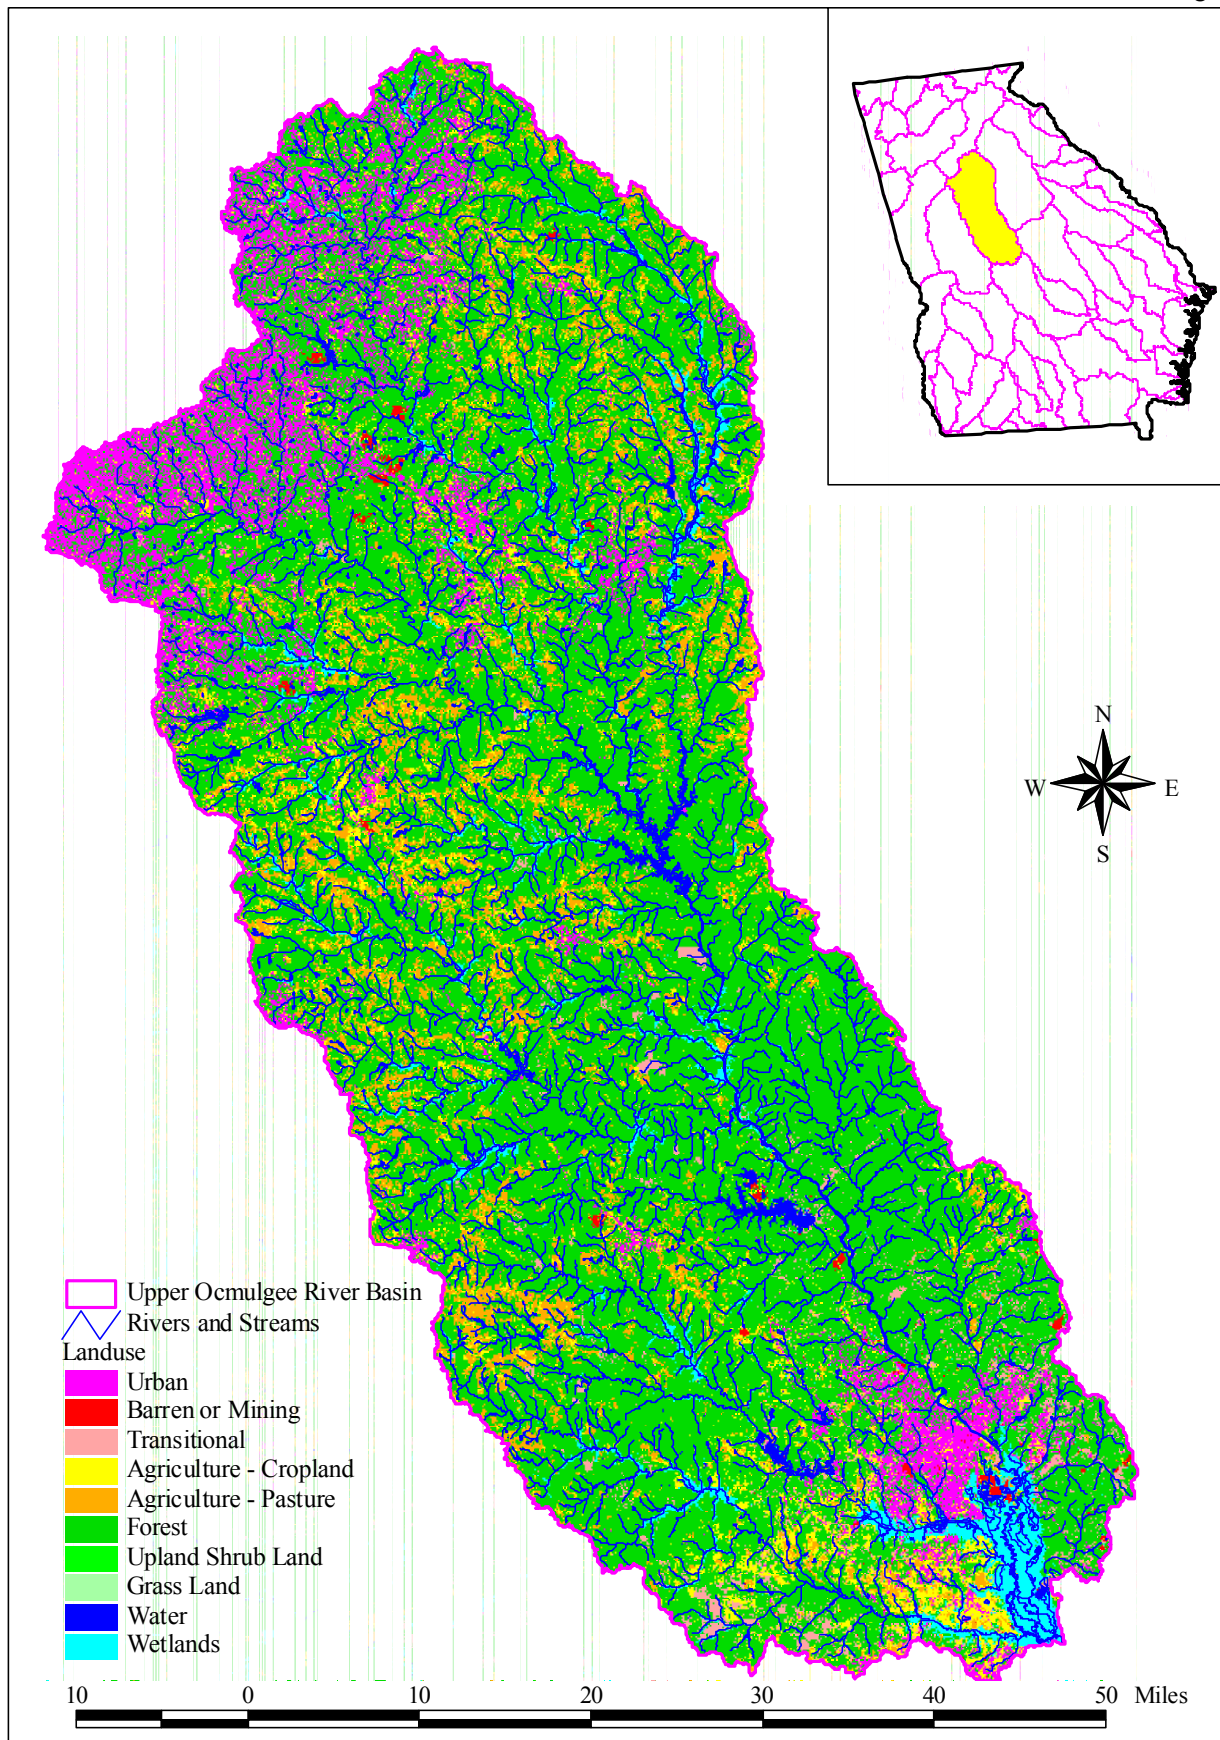 N
W E
S
Upper Ocmulgee River Basin
Rivers and Streams
Landuse
Urban
Barren or Mining
Transitional
Agriculture - Cropland
Agriculture - Pasture
Forest
Upland Shrub Land
Grass Land
Water
Wetlands
10 0 10 20 30 40 50 Miles